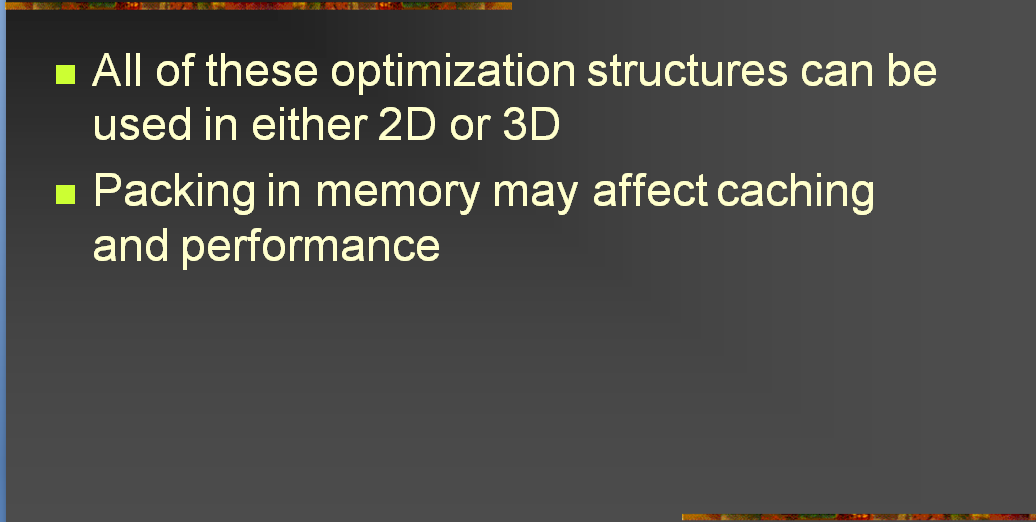 All of these optimization structures can be
used in either 2D or 3D
Packing in memory may affect caching
and performance